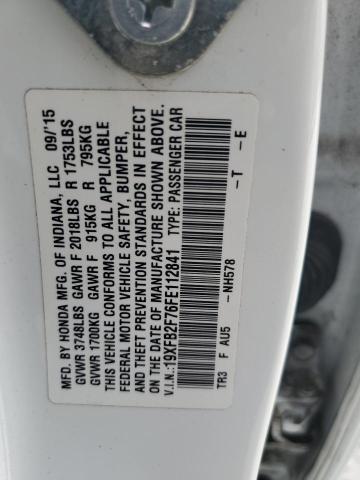 MFD. BY HONDA MFG. OF INDIANA, LLC 09/'15
GVWR 3748LBS GAWR F 2018LBS R 1753LBS
GVWR 1700KG GAWR F 915KG R 795KG
THIS VEHICLE CONFORMS TO ALL APPLICABLE
FEDERAL MOTOR VEHICLE SAFETY, BUMPER,
AND THEFT PREVENTION STANDARDS IN EFFECT
ON THE DATE OF MANUFACTURE SHOWN ABOVE.
V.I.N.: 19XFB2F76FE112841 TYPE: PASSENGER CAR
TR3 F AU5 -NH578 -T -E